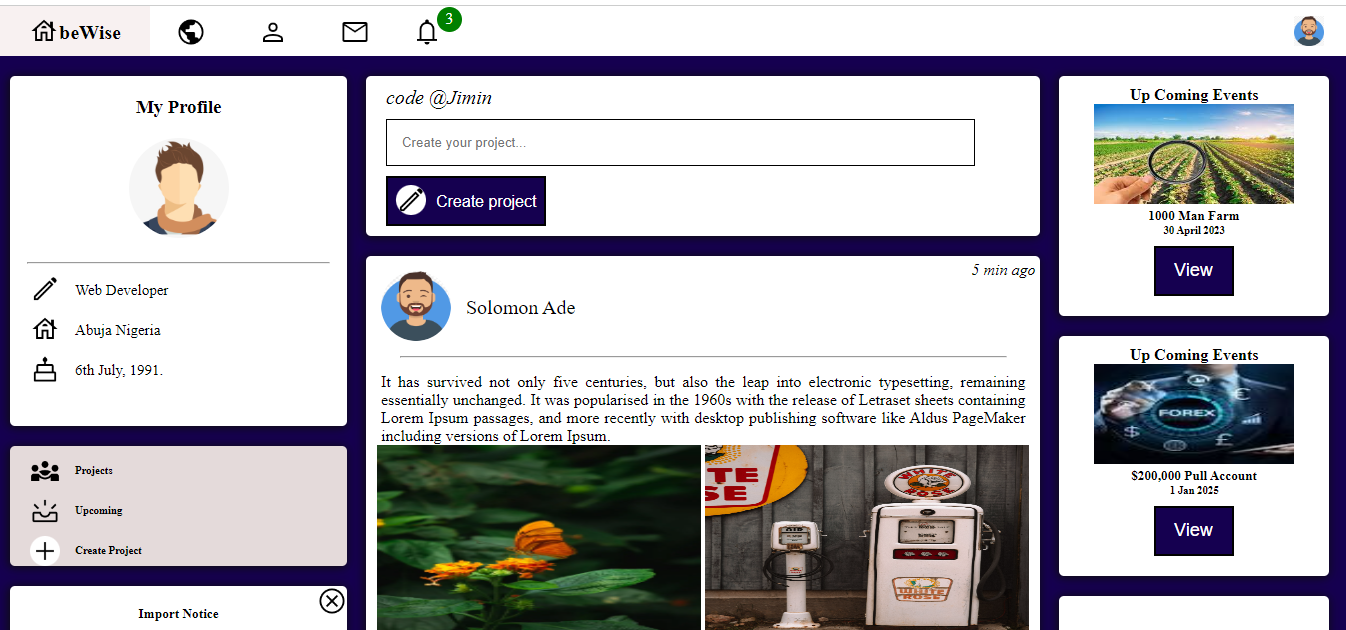 beWise
3
My Profile
Web Developer
Abuja Nigeria
6th July, 1991.
Projects
Upcoming
Create Project
Import Notice
code @Jimin
Create your project...
Create project
5 min ago
Solomon Ade
It has survived not only five centuries, but also the leap into electronic typesetting, remaining
essentially unchanged. It was popularised in the 1960s with the release of Letraset sheets containing
Lorem Ipsum passages, and more recently with desktop publishing software like Aldus PageMaker
including versions of Lorem Ipsum.
TE
SE
WHITE
ROSE
AIR
WHITE
ROSE
Up Coming Events
1000 Man Farm
30 April 2023
View
Up Coming Events
FOREX
$200,000 Pull Account
1 Jan 2025
View